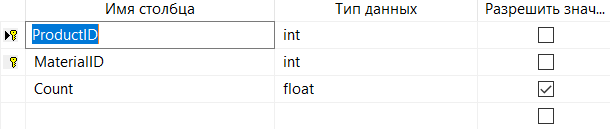 Имя столбца Тип данных Разрешить знач...
ProductID int
MaterialID int
Count float